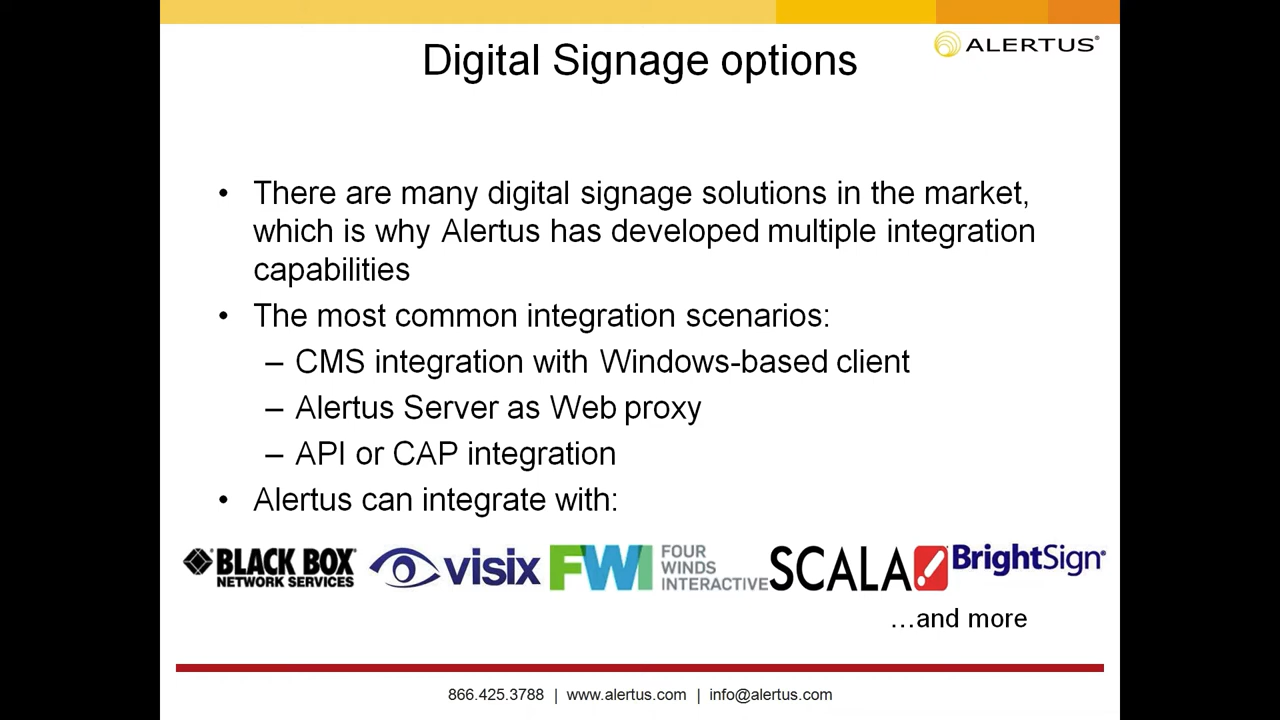 Digital Signage options
ALERTUS®
• There are many digital signage solutions in the market,
which is why Alertus has developed multiple integration
capabilities
• The most common integration scenarios:
– CMS integration with Windows-based client
– Alertus Server as Web proxy
– API or CAP integration
• Alertus can integrate with:
BLACK BOX®
NETWORK SERVICES
visix
FWI
FOUR
WINDS
INTERACTIVE
SCALA
BrightSign®
...and more
866.425.3788 | www.alertus.com | info@alertus.com